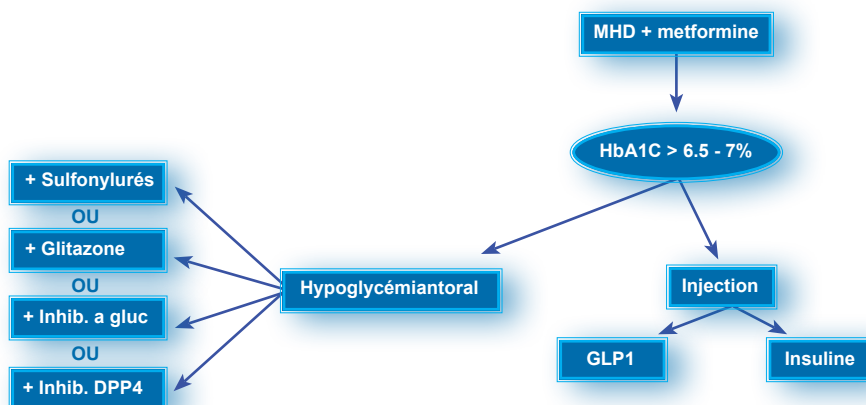 MHD + metformine
HbA1C > 6.5 - 7%
+ Sulfonylurés
OU
+ Glitazone
OU
+ Inhib. a gluc
OU
+ Inhib. DPP4
Hypoglycémiantoral
Injection
GLP1
Insuline